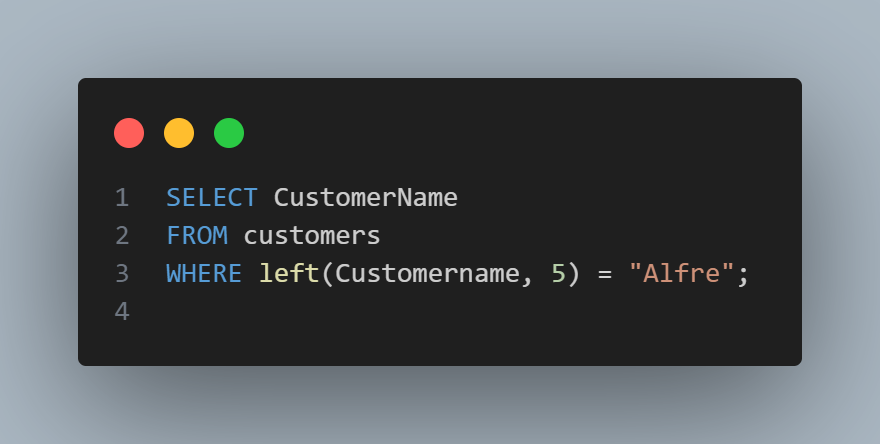 1 SELECT CustomerName
2 FROM customers
3 WHERE left(Customername, 5) = "Alfre";
4